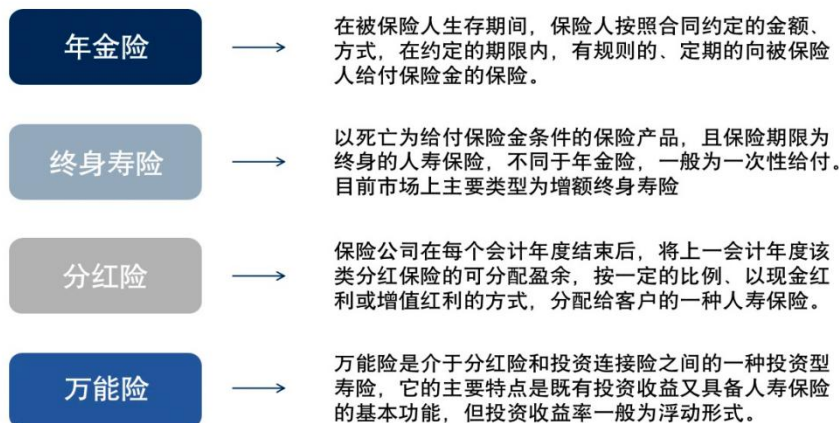 年金险
在被保险人生存期间，保险人按照合同约定的金额、
方式，在约定的期限内，有规则的、定期的向被保险
人给付保险金的保险。
终身寿险
以死亡为给付保险金条件的保险产品，且保险期限为
终身的人寿保险，不同于年金险，一般为一次性给付。
目前市场上主要类型为增额终身寿险
分红险
保险公司在每个会计年度结束后，将上一会计年度该
类分红保险的可分配盈余，按一定的比例、以现金红
利或增值红利的方式，分配给客户的一种人寿保险。
万能险
万能险是介于分红险和投资连接险之间的一种投资型
寿险，它的主要特点是既有投资收益又具备人寿保险
的基本功能，但投资收益率一般为浮动形式。